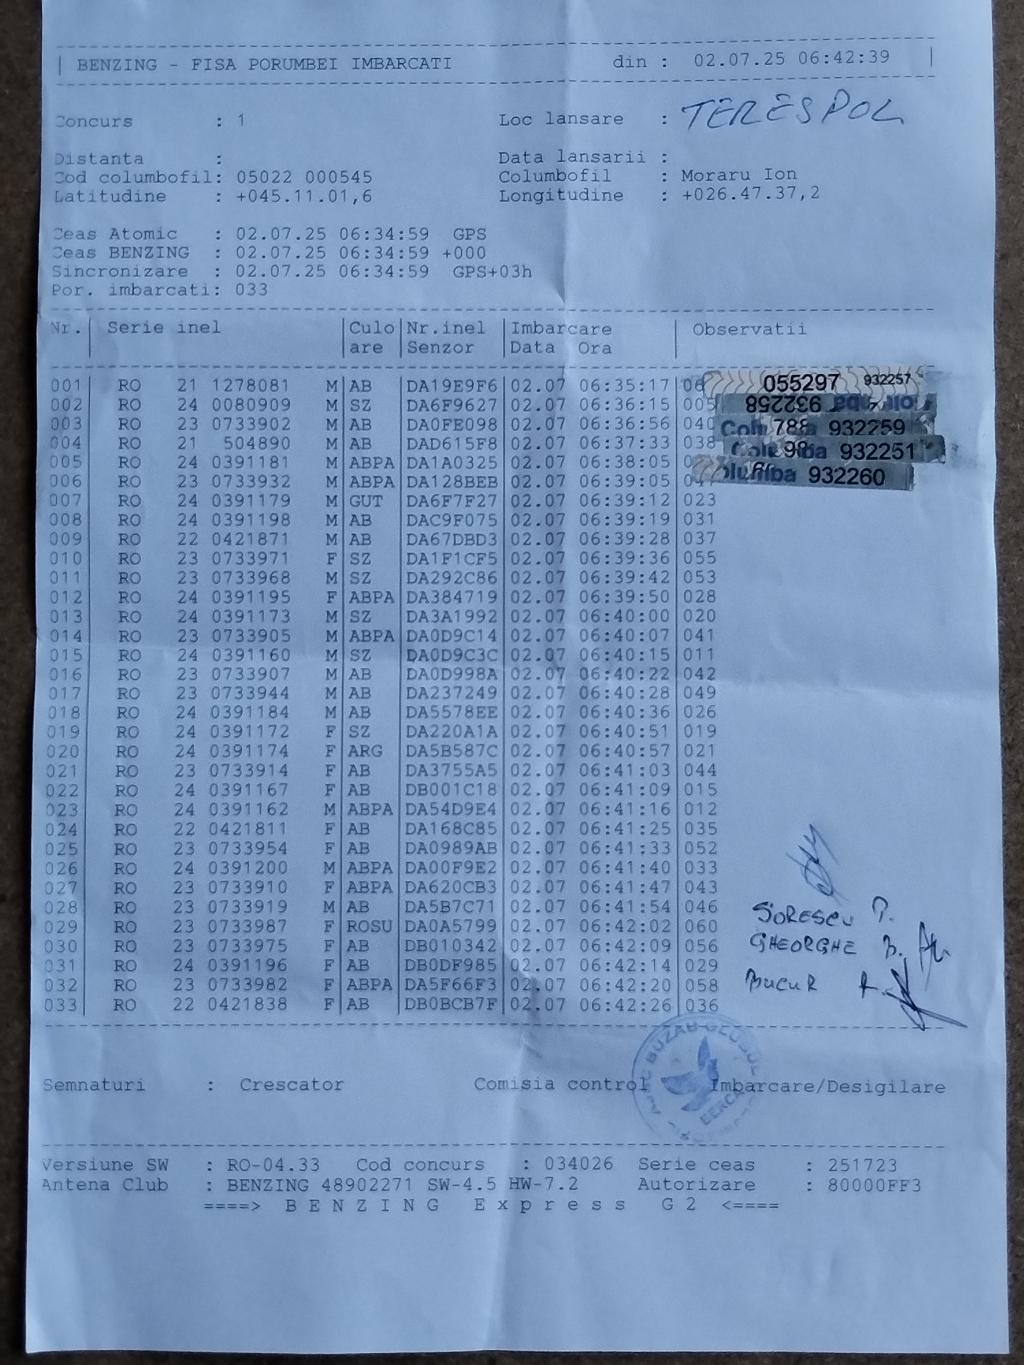 BENZING - FISA PORUMBEI IMBARCATI din : 02.07.25 06:42:39
Concurs : 1 Loc lansare : TERESPOL
Distanta : Data lansarii :
Cod columbofil: 05022 000545 Columbofil : Moraru Ion
Latitudine : +045.11.01,6 Longitudine : +026.47.37,2
Ceas Atomic : 02.07.25 06:34:59 GPS
Ceas BENZING : 02.07.25 06:34:59 +000
Sincronizare : 02.07.25 06:34:59 GPS+03h
Por. imbarcati: 033
Nr. Serie inel Culo Nr.inel Imbarcare Observatii
are Senzor Data Ora
001 RO 21 1278081 M AB DA19E9F6 02.07 06:35:17 055297 932257
002 RO 24 0080909 M SZ DA6F9627 02.07 06:36:15 932258
003 RO 23 0733902 M AB DA0FE098 02.07 06:36:56 040 932259
004 RO 21 504890 M AB DAD615F8 02.07 06:37:33 038 932251
005 RO 24 0391181 M ABPA DA1A0325 02.07 06:38:05 932260
006 RO 23 0733932 M ABPA DA128BEB 02.07 06:39:05
007 RO 24 0391179 M GUT DA6F7F27 02.07 06:39:12 023
008 RO 24 0391198 M AB DAC9F075 02.07 06:39:19 031
009 RO 22 0421871 M AB DA67DBD3 02.07 06:39:28 037
010 RO 23 0733971 F SZ DA1F1CF5 02.07 06:39:36 055
011 RO 23 0733968 M SZ DA292C86 02.07 06:39:42 053
012 RO 24 0391195 F ABPA DA384719 02.07 06:39:50 028
013 RO 24 0391173 M SZ DA3A1992 02.07 06:40:00 020
014 RO 23 0733905 M ABPA DA0D9C14 02.07 06:40:07 041
015 RO 24 0391160 M SZ DA0D9C3C 02.07 06:40:15 011
016 RO 23 0733907 M AB DA0D998A 02.07 06:40:22 042
017 RO 23 0733944 M AB DA237249 02.07 06:40:28 049
018 RO 24 0391184 M AB DA5578EE 02.07 06:40:36 026
019 RO 24 0391172 F SZ DA220A1A 02.07 06:40:51 019
020 RO 24 0391174 F ARG DA5B587C 02.07 06:40:57 021
021 RO 23 0733914 F AB DA3755A5 02.07 06:41:03 044
022 RO 24 0391167 F AB DB001C18 02.07 06:41:09 015
023 RO 24 0391162 M ABPA DA54D9E4 02.07 06:41:16 012
024 RO 22 0421811 F AB DA168C85 02.07 06:41:25 035
025 RO 23 0733954 F AB DA0989AB 02.07 06:41:33 052
026 RO 24 0391200 M ABPA DA00F9E2 02.07 06:41:40 033
027 RO 23 0733910 F ABPA DA620CB3 02.07 06:41:47 043
028 RO 23 0733919 M AB DA5B7C71 02.07 06:41:54 046
029 RO 23 0733987 F ROSU DA0A5799 02.07 06:42:02 060
030 RO 23 0733975 F AB DB010342 02.07 06:42:09 056
031 RO 24 0391196 F AB DB0DF985 02.07 06:42:14 029
032 RO 23 0733982 F ABPA DA5F66F3 02.07 06:42:20 058
033 RO 22 0421838 F AB DB0BCB7F 02.07 06:42:26 036
SORESCU P.
GHEORGHE B.
BUCUR
Semnaturi : Crescator Comisia control Imbarcare/Desigilare
Versiune SW : RO-04.33 Cod concurs : 034026 Serie ceas : 251723
Antena Club : BENZING 48902271 SW-4.5 HW-7.2 Autorizare : 80000FF3
====> B E N Z I N G E x p r e s s G 2 <====